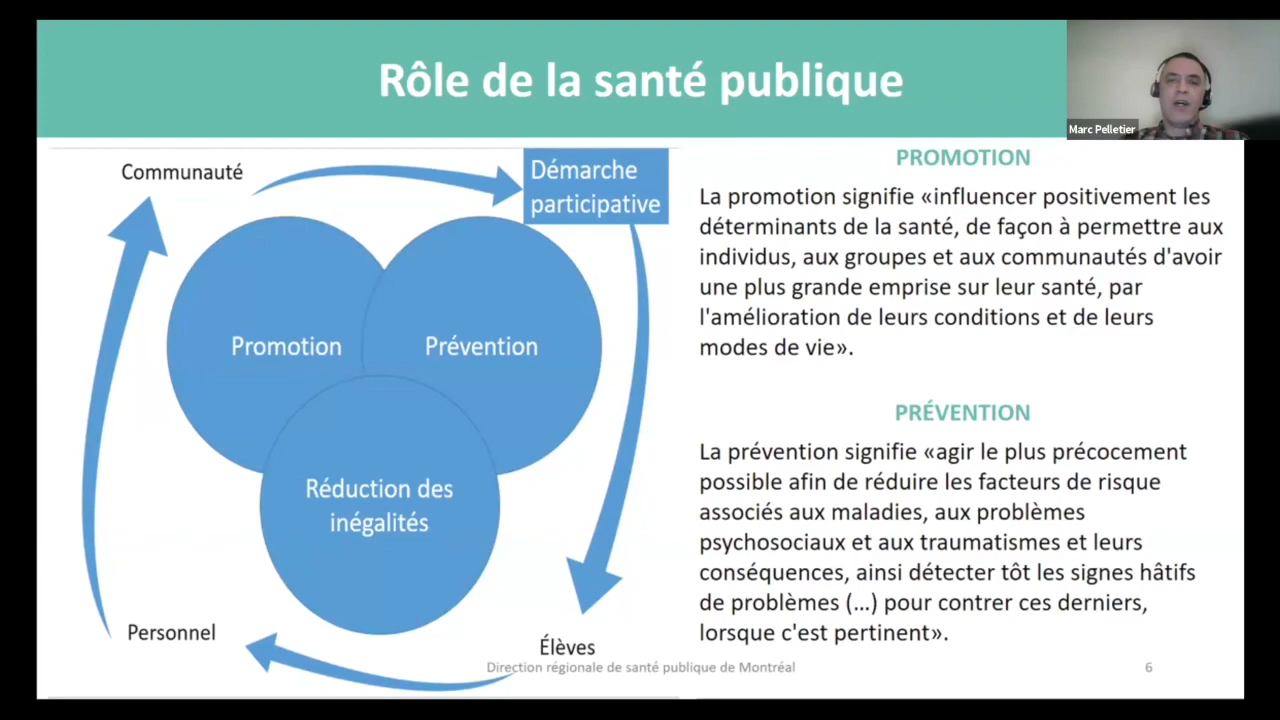 Rôle de la santé publique
Marc Pelletier
Communauté
Démarche
participative
Promotion
Prévention
Réduction des
inégalités
Personnel
Élèves
PROMOTION
La promotion signifie «influencer positivement les
déterminants de la santé, de façon à permettre aux
individus, aux groupes et aux communautés d'avoir
une plus grande emprise sur leur santé, par
l'amélioration de leurs conditions et de leurs
modes de vie».
PRÉVENTION
La prévention signifie «agir le plus précocement
possible afin de réduire les facteurs de risque
associés aux maladies, aux problèmes
psychosociaux et aux traumatismes et leurs
conséquences, ainsi détecter tôt les signes hâtifs
de problèmes (...) pour contrer ces derniers,
lorsque c'est pertinent».
Direction régionale de santé publique de Montréal
6